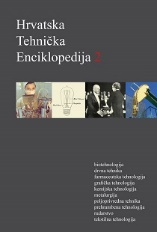 Hrvatska
Tehnička
Enciklopedija 2
biotehnologija
drvna tehnika
farmaceutska tehnologija
grafička tehnologija
kemijska tehnologija
metalurgija
poljoprivredna tehnika
prehrambena tehnologija
rudarstvo
tekstilna tehnologija